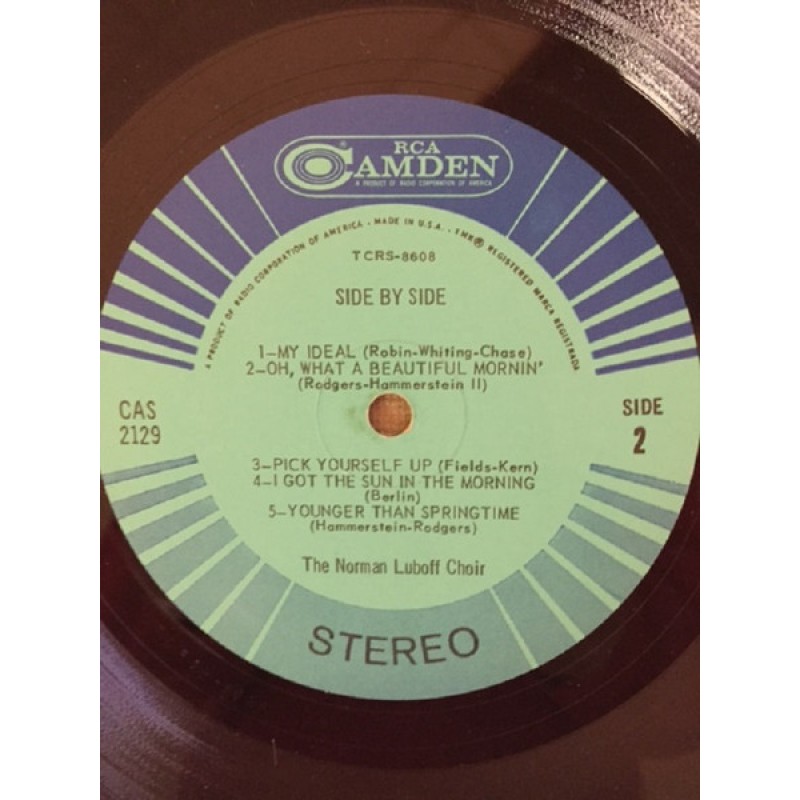 RCA
CAMDEN
A PRODUCT OF RADIO CORPORATION OF AMERICA
A PRODUCT OF RADIO CORPORATION OF AMERICA - MADE IN U.S.A. - TMK® REGISTERED MARCA REGISTRADA
TCRS-8608
SIDE BY SIDE
1-MY IDEAL (Robin-Whiting-Chase)
2-OH, WHAT A BEAUTIFUL MORNIN'
(Rodgers-Hammerstein II)
CAS
2129
SIDE
2
3-PICK YOURSELF UP (Fields-Kern)
4-I GOT THE SUN IN THE MORNING
(Berlin)
5-YOUNGER THAN SPRINGTIME
(Hammerstein-Rodgers)
The Norman Luboff Choir
STEREO